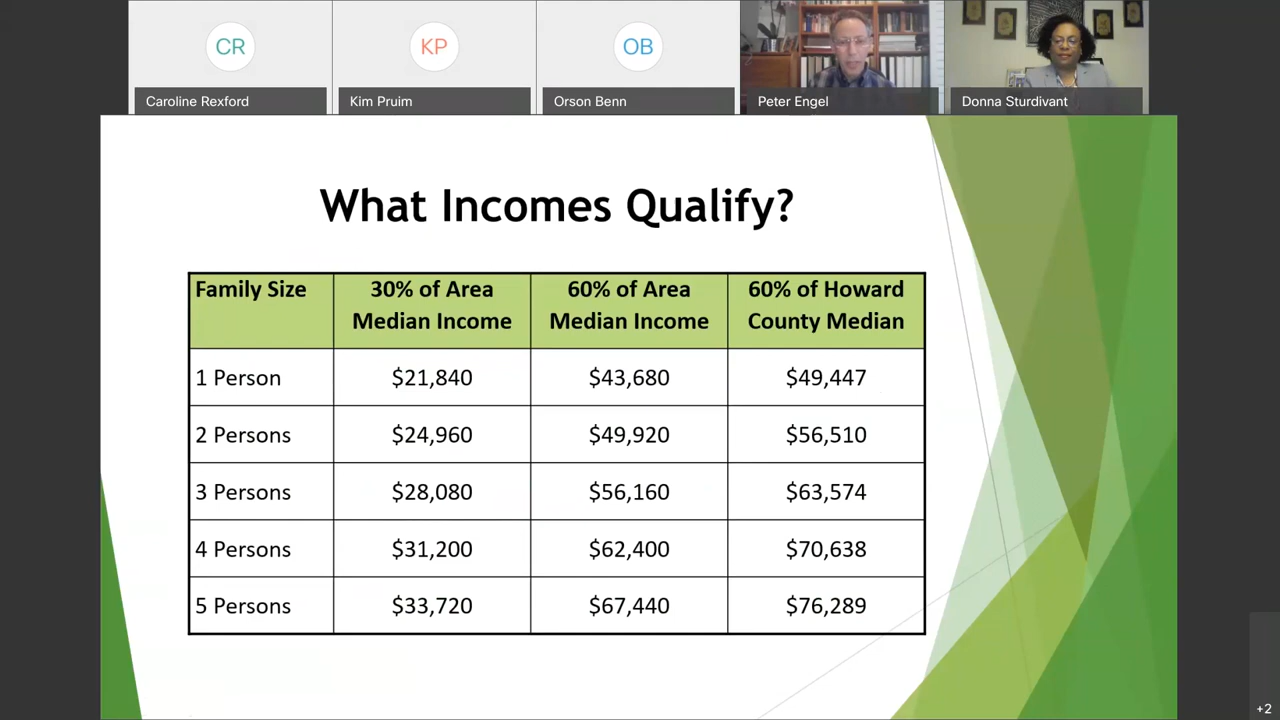 CR
KP
OB
Caroline Rexford
Kim Pruim
Orson Benn
Peter Engel
Donna Sturdivant
What Incomes Qualify?
Family Size
30% of Area
Median Income
60% of Area
Median Income
60% of Howard
County Median
1 Person $21,840 $43,680 $49,447
2 Persons $24,960 $49,920 $56,510
3 Persons $28,080 $56,160 $63,574
4 Persons $31,200 $62,400 $70,638
5 Persons $33,720 $67,440 $76,289
+2